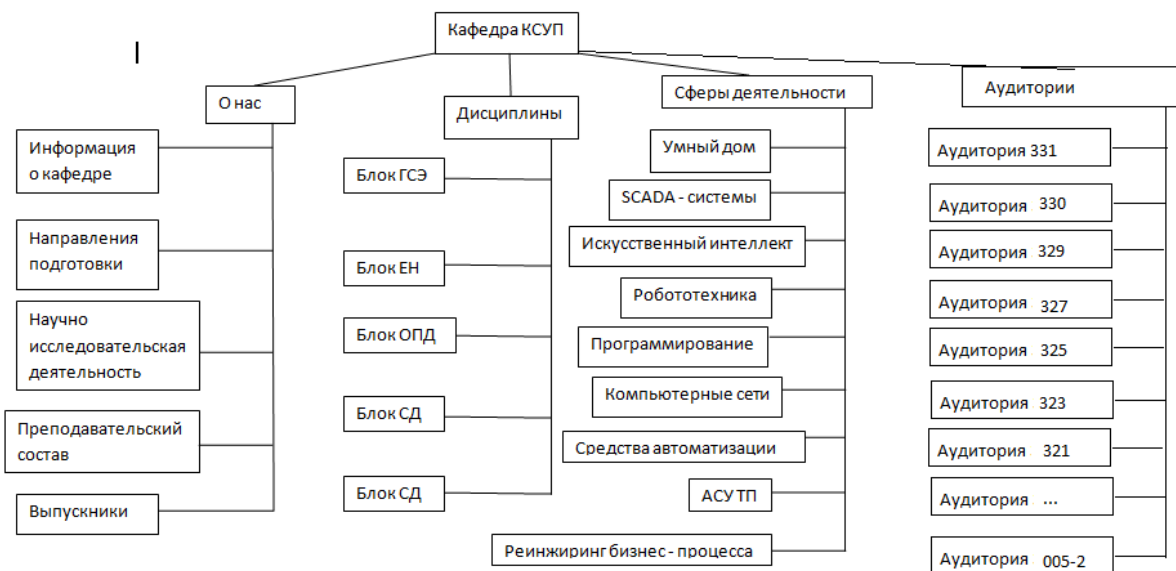 Кафедра КСУП
О нас
Информация
о кафедре
Направления
подготовки
Научно
исследовательская
деятельность
Преподавательский
состав
Выпускники
Дисциплины
Блок ГСЭ
Блок ЕН
Блок ОПД
Блок СД
Блок СД
Сферы деятельности
Умный дом
SCADA - системы
Искусственный интеллект
Робототехника
Программирование
Компьютерные сети
Средства автоматизации
АСУ ТП
Реинжиринг бизнес - процесса
Аудитории
Аудитория 331
Аудитория 330
Аудитория 329
Аудитория 327
Аудитория 325
Аудитория 323
Аудитория 321
Аудитория ...
Аудитория 005-2